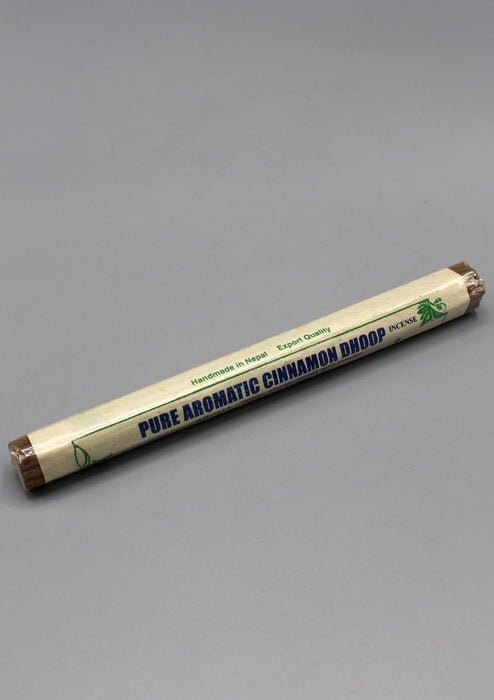 Handmade in Nepal Export Quality
PURE AROMATIC CINNAMON DHOOP INCENSE